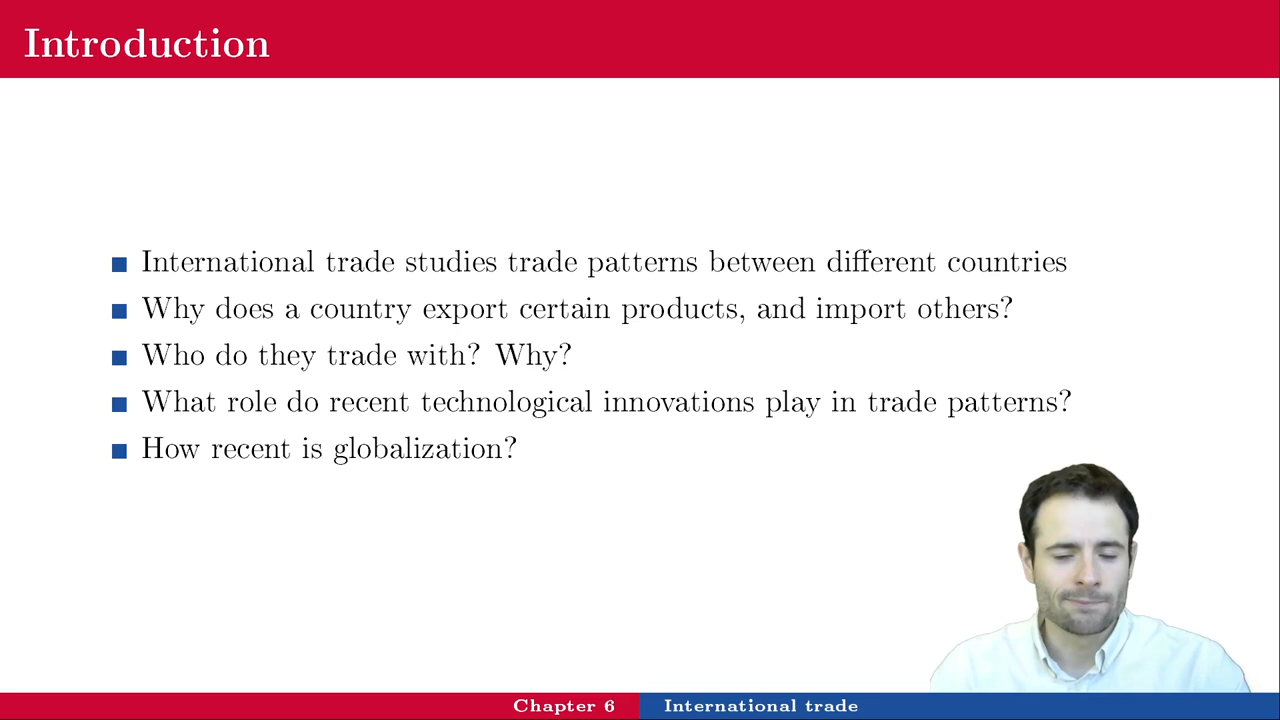 Introduction
International trade studies trade patterns between different countries
Why does a country export certain products, and import others?
Who do they trade with? Why?
What role do recent technological innovations play in trade patterns?
How recent is globalization?
Chapter 6
International trade